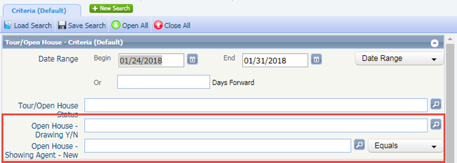 Criteria (Default)
+ New Search
Load Search Save Search Open All Close All
Tour/Open House - Criteria (Default)
Date Range Begin 01/24/2018 End 01/31/2018 Date Range
Or Days Forward
Tour/Open House
Status
Open House -
Drawing Y/N
Open House -
Showing Agent - New Equals